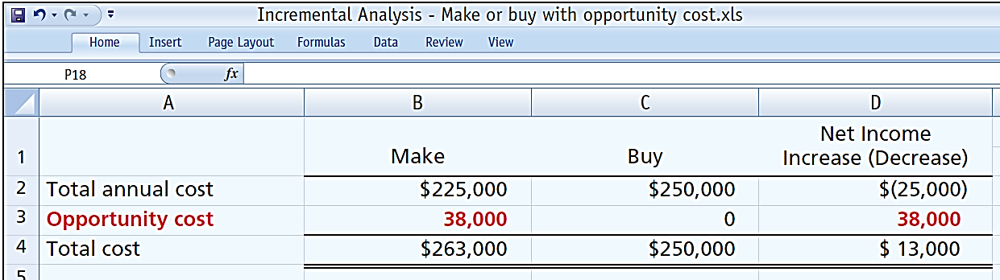 Incremental Analysis - Make or buy with opportunity cost.xls
Home Insert Page Layout Formulas Data Review View
P18 fx
A B C D
Net Income
1 Make Buy Increase (Decrease)
2 Total annual cost $225,000 $250,000 $(25,000)
3 Opportunity cost 38,000 0 38,000
4 Total cost $263,000 $250,000 $ 13,000
5